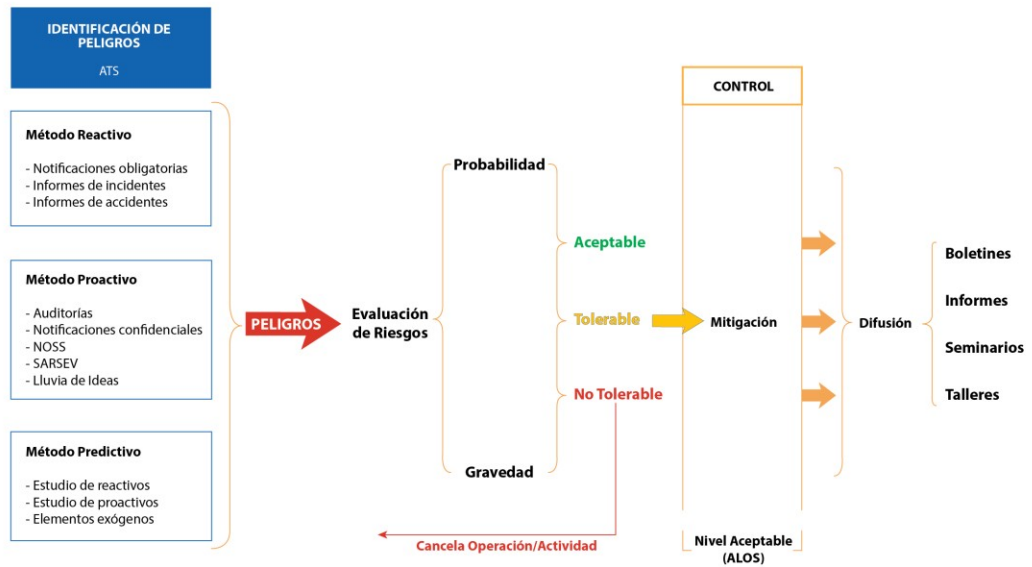 IDENTIFICACIÓN DE
PELIGROS
ATS
Método Reactivo
- Notificaciones obligatorias
- Informes de incidentes
- Informes de accidentes
Método Proactivo
- Auditorías
- Notificaciones confidenciales
- NOSS
- SARSEV
- Lluvia de Ideas
Método Predictivo
- Estudio de reactivos
- Estudio de proactivos
- Elementos exógenos
PELIGROS
Evaluación
de Riesgos
Probabilidad
Gravedad
Aceptable
Tolerable
No Tolerable
Cancela Operación/Actividad
CONTROL
Mitigación
Nivel Aceptable
(ALOS)
Difusión
Boletines
Informes
Seminarios
Talleres